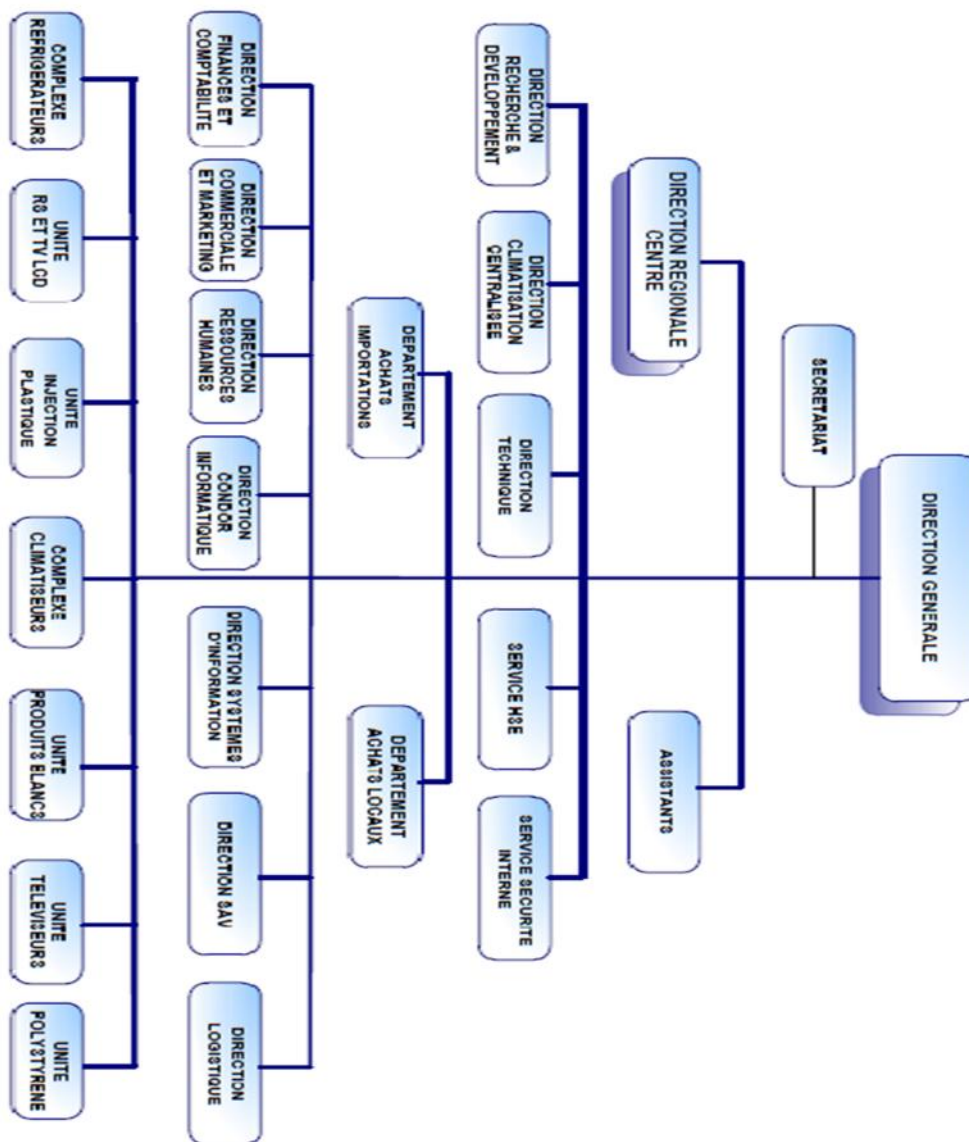 DIRECTION GENERALE
SECRETARIAT
DIRECTION REGIONALE
CENTRE
ASSISTANTS
DIRECTION
RECHERCHE &
DEVELOPPEMENT
DIRECTION
CLIMATISATION
CENTRALISEE
DIRECTION
TECHNIQUE
SERVICE HSE
SERVICE SECURITE
INTERNE
DEPARTEMENT
ACHATS
IMPORTATIONS
DEPARTEMENT
ACHATS LOCAUX
DIRECTION
FINANCES ET
COMPTABILITE
DIRECTION
COMMERCIALE
ET MARKETING
DIRECTION
RESSOURCES
HUMAINES
DIRECTION
CONDOR
INFORMATIQUE
DIRECTION SYSTEMES
D'INFORMATION
DIRECTION SAV
DIRECTION
LOGISTIQUE
COMPLEXE
REFRIGERATEURS
UNITE
RS ET TV LCD
UNITE
INJECTION
PLASTIQUE
COMPLEXE
CLIMATISEURS
UNITE
PRODUITS BLANCS
UNITE
TELEVISEURS
UNITE
POLYSTYRENE